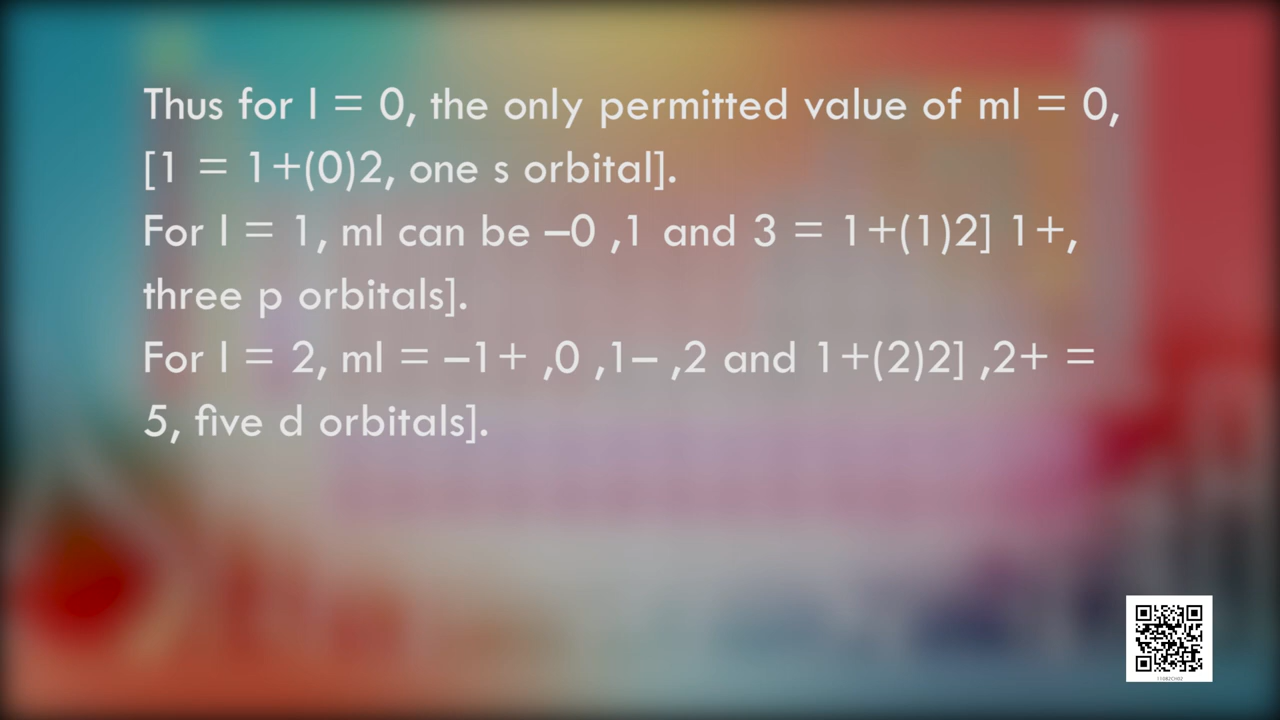 Thus for l = 0, the only permitted value of ml = 0,
[1 = 1+(0)2, one s orbital].
For l = 1, ml can be –0 ,1 and 3 = 1+(1)2] 1+,
three p orbitals].
For l = 2, ml = –1+ ,0 ,1– ,2 and 1+(2)2] ,2+ =
5, five d orbitals].